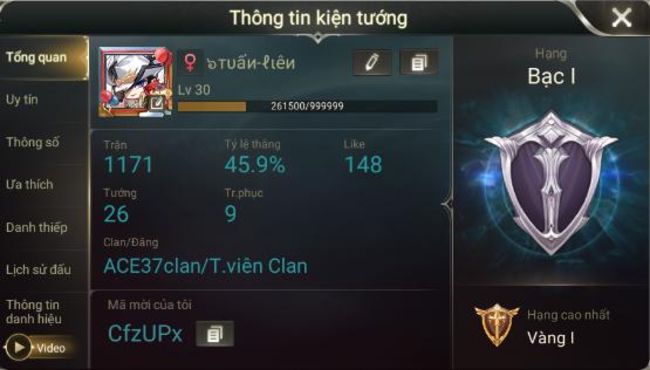 Thông tin kiện tướng
Tổng quan
Uy tín
Thông số
Ưa thích
Danh thiếp
Lịch sử đấu
Thông tin
danh hiệu
Video
Lv 30
261500/999999
Trận
Tỷ lệ thắng
Like
1171
45.9%
148
Tướng
Tr.phục
26
9
Clan/Đẳng
ACE37clan/T.viên Clan
Mã mời của tôi
CfzUPx
Hạng
Bạc I
Hạng cao nhất
Vàng I